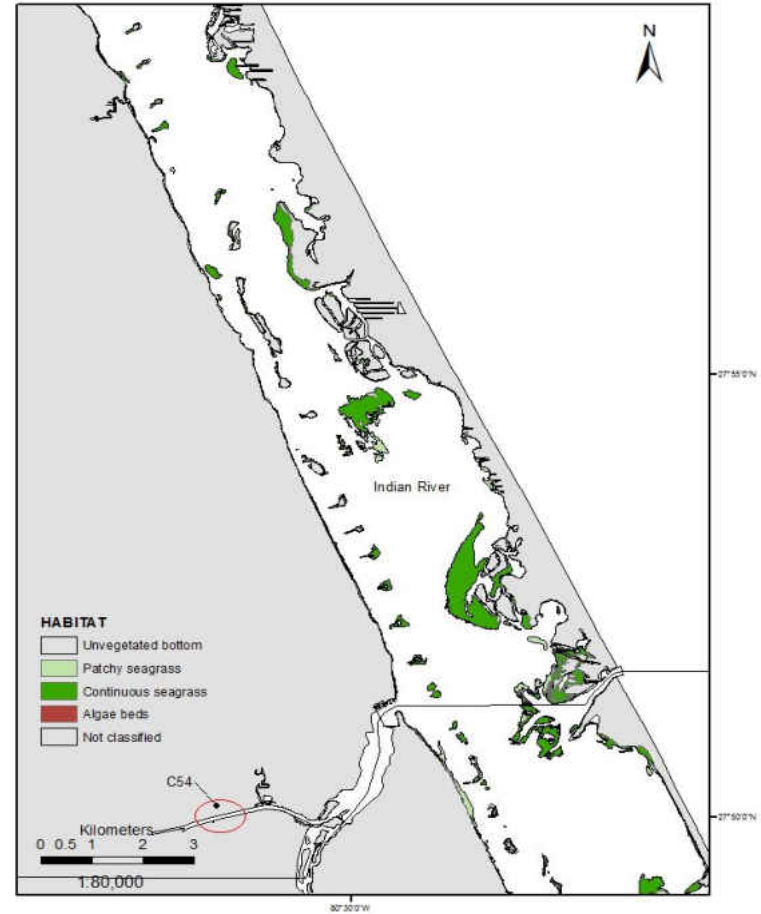 N
27°55'0"N
Indian River
HABITAT
Unvegetated bottom
Patchy seagrass
Continuous seagrass
Algae beds
Not classified
C54
Kilometers
0 0.5 1 2 3
1:80,000
27°50'0"N
80°30'0"W